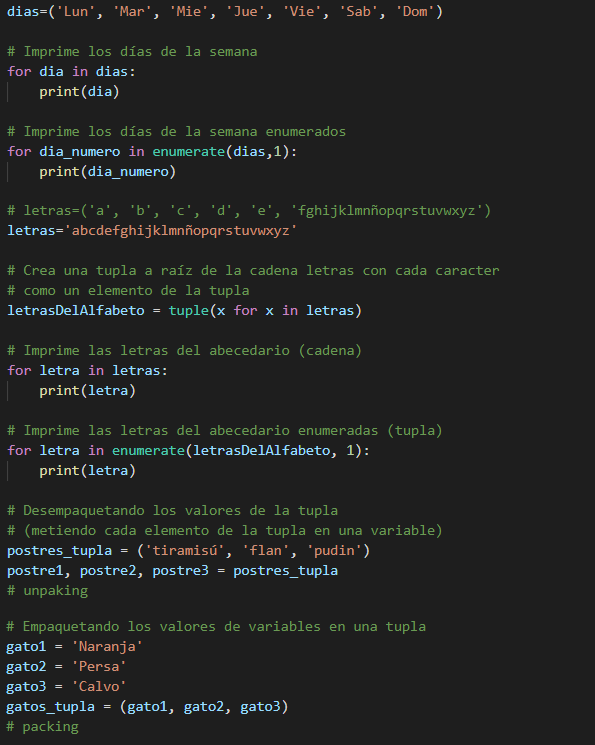 dias=('Lun', 'Mar', 'Mie', 'Jue', 'Vie', 'Sab', 'Dom')
# Imprime los días de la semana
for dia in dias:
    print(dia)
# Imprime los días de la semana enumerados
for dia_numero in enumerate(dias,1):
    print(dia_numero)
# letras=('a', 'b', 'c', 'd', 'e', 'fghijklmnñopqrstuvwxyz')
letras='abcdefghijklmnñopqrstuvwxyz'
# Crea una tupla a raíz de la cadena letras con cada caracter
# como un elemento de la tupla
letrasDelAlfabeto = tuple(x for x in letras)
# Imprime las letras del abecedario (cadena)
for letra in letras:
    print(letra)
# Imprime las letras del abecedario enumeradas (tupla)
for letra in enumerate(letrasDelAlfabeto, 1):
    print(letra)
# Desempaquetando los valores de la tupla
# (metiendo cada elemento de la tupla en una variable)
postres_tupla = ('tiramisú', 'flan', 'pudin')
postre1, postre2, postre3 = postres_tupla
# unpaking
# Empaquetando los valores de variables en una tupla
gato1 = 'Naranja'
gato2 = 'Persa'
gato3 = 'Calvo'
gatos_tupla = (gato1, gato2, gato3)
# packing